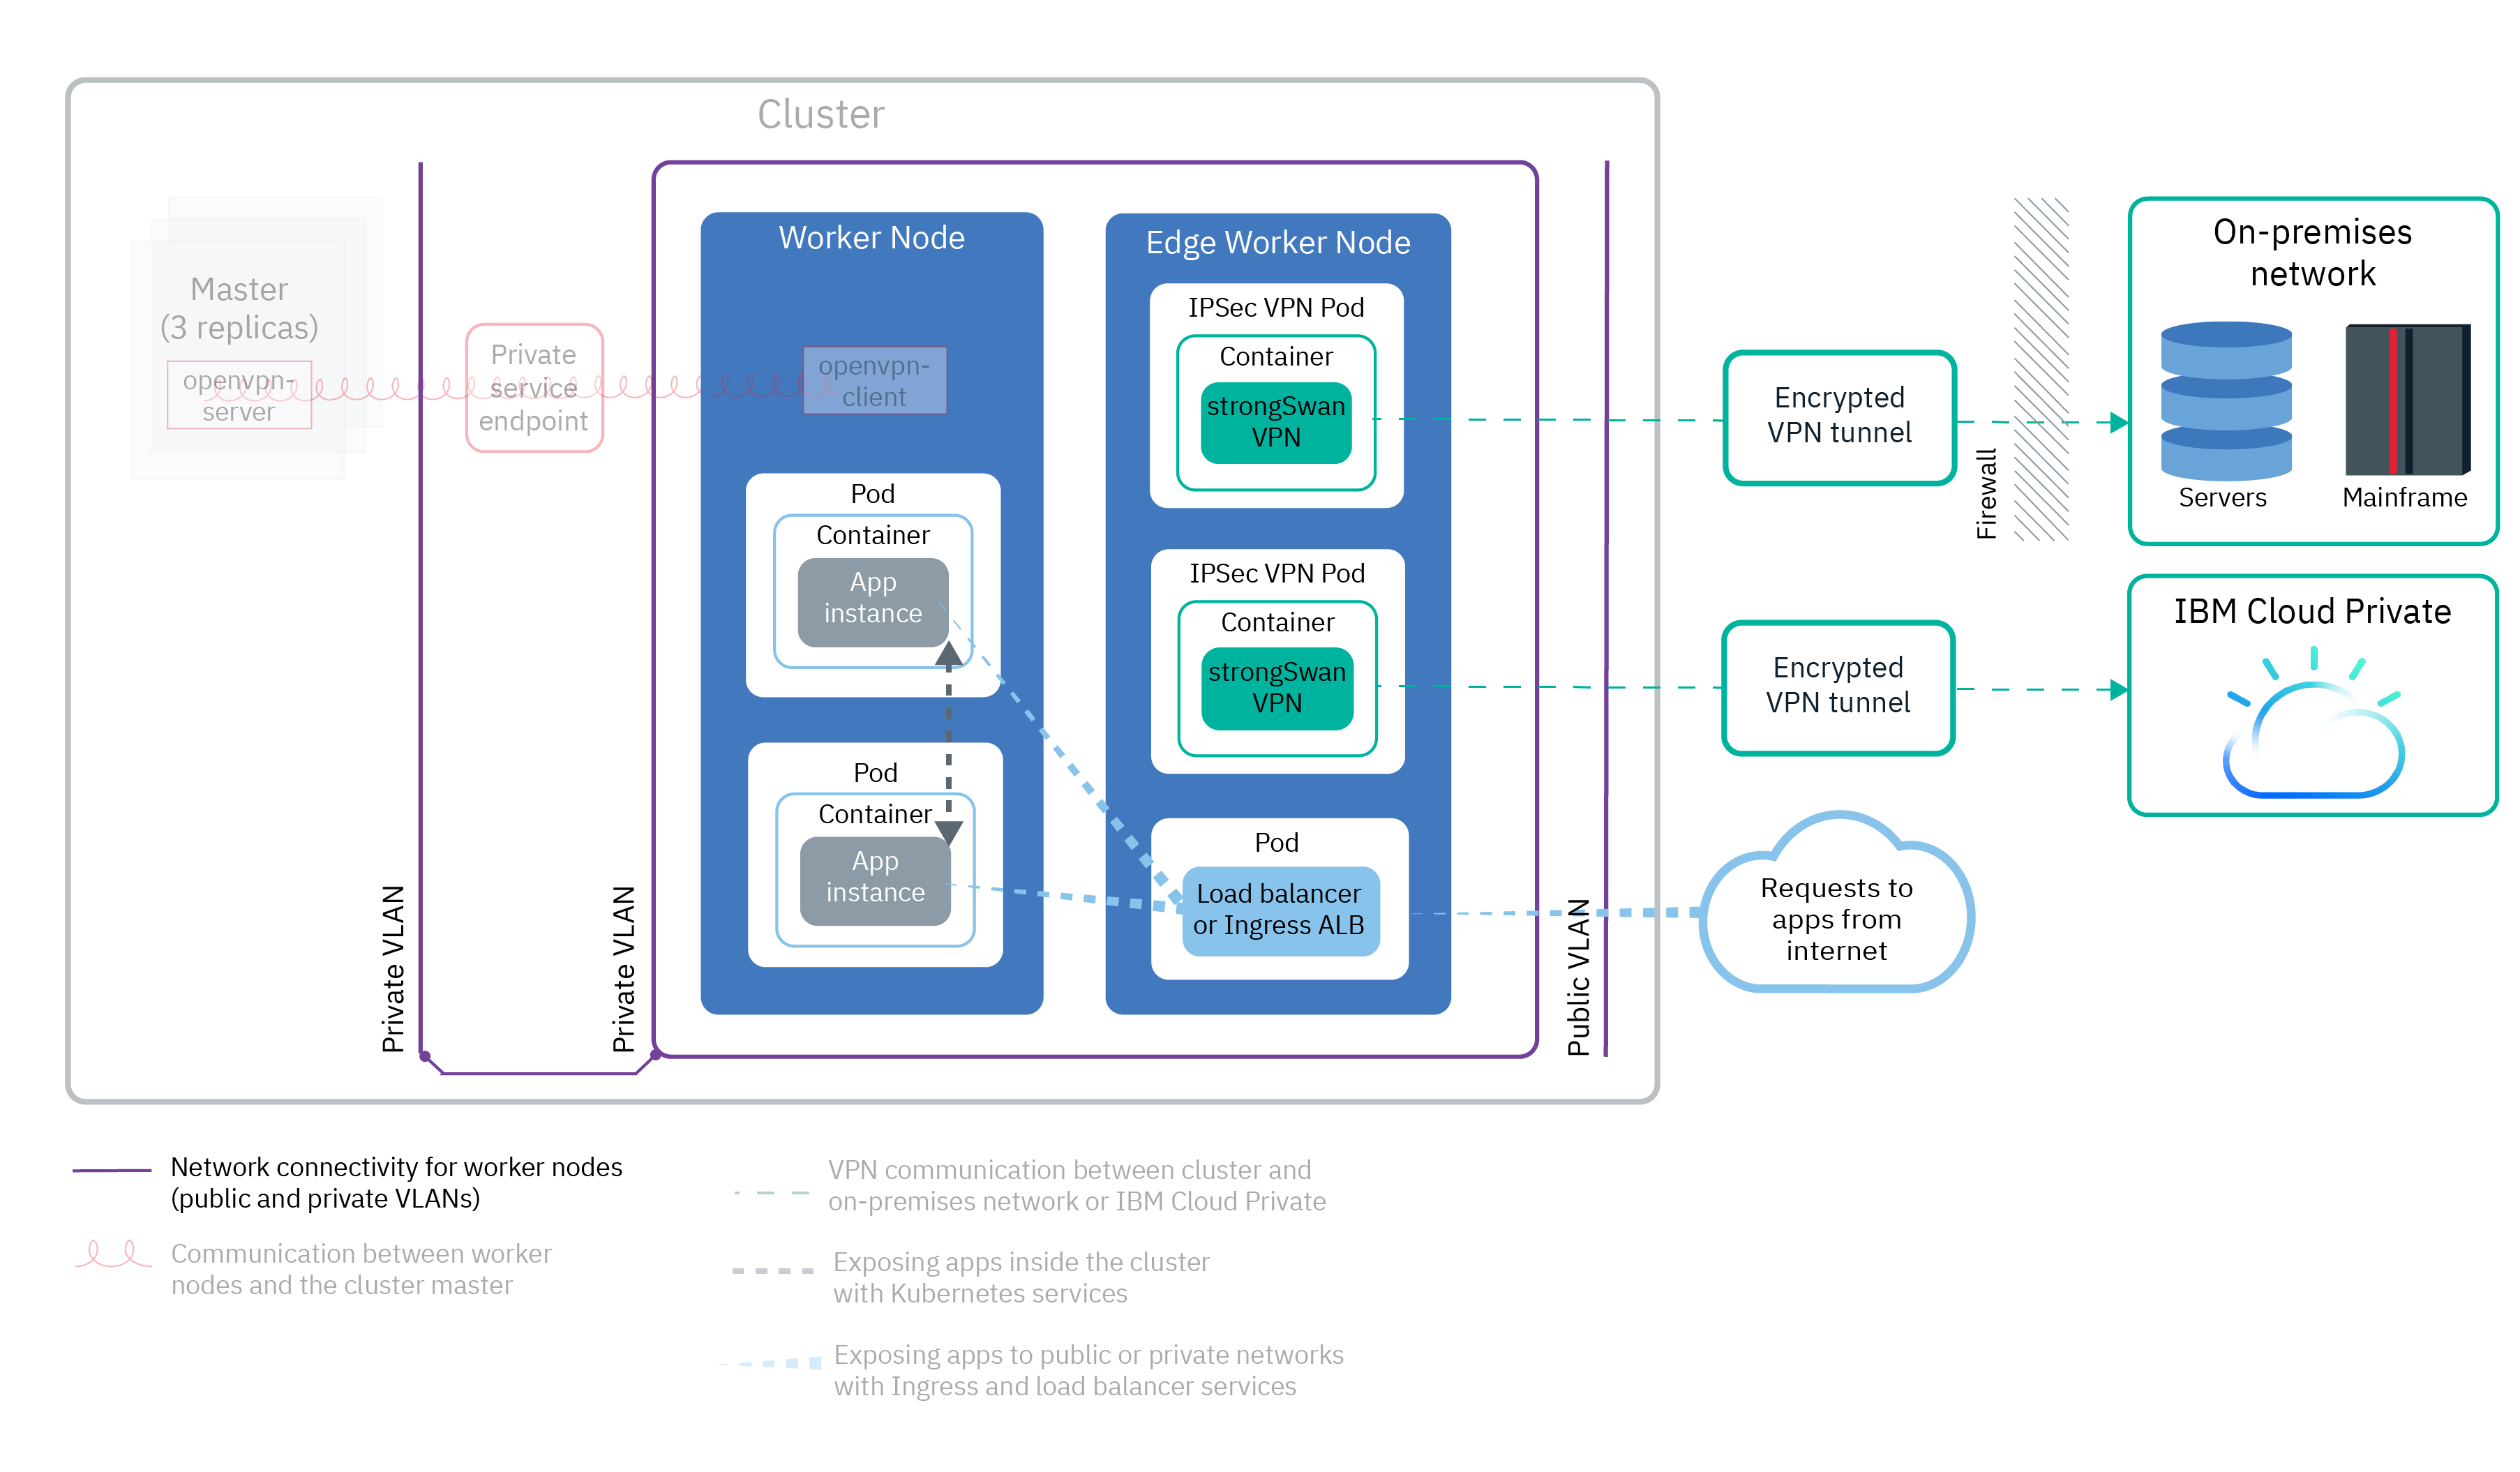 Cluster
Master
(3 replicas)
openvpn-
server
Private
service
endpoint
Private VLAN
Private VLAN
Worker Node
openvpn-
client
Pod
Container
App
instance
Pod
Container
App
instance
Edge Worker Node
IPSec VPN Pod
Container
strongSwan
VPN
IPSec VPN Pod
Container
strongSwan
VPN
Pod
Load balancer
or Ingress ALB
Public VLAN
Encrypted
VPN tunnel
Firewall
On-premises
network
Servers
Mainframe
Encrypted
VPN tunnel
IBM Cloud Private
Requests to
apps from
internet
Network connectivity for worker nodes
(public and private VLANs)
Communication between worker
nodes and the cluster master
VPN communication between cluster and
on-premises network or IBM Cloud Private
Exposing apps inside the cluster
with Kubernetes services
Exposing apps to public or private networks
with Ingress and load balancer services